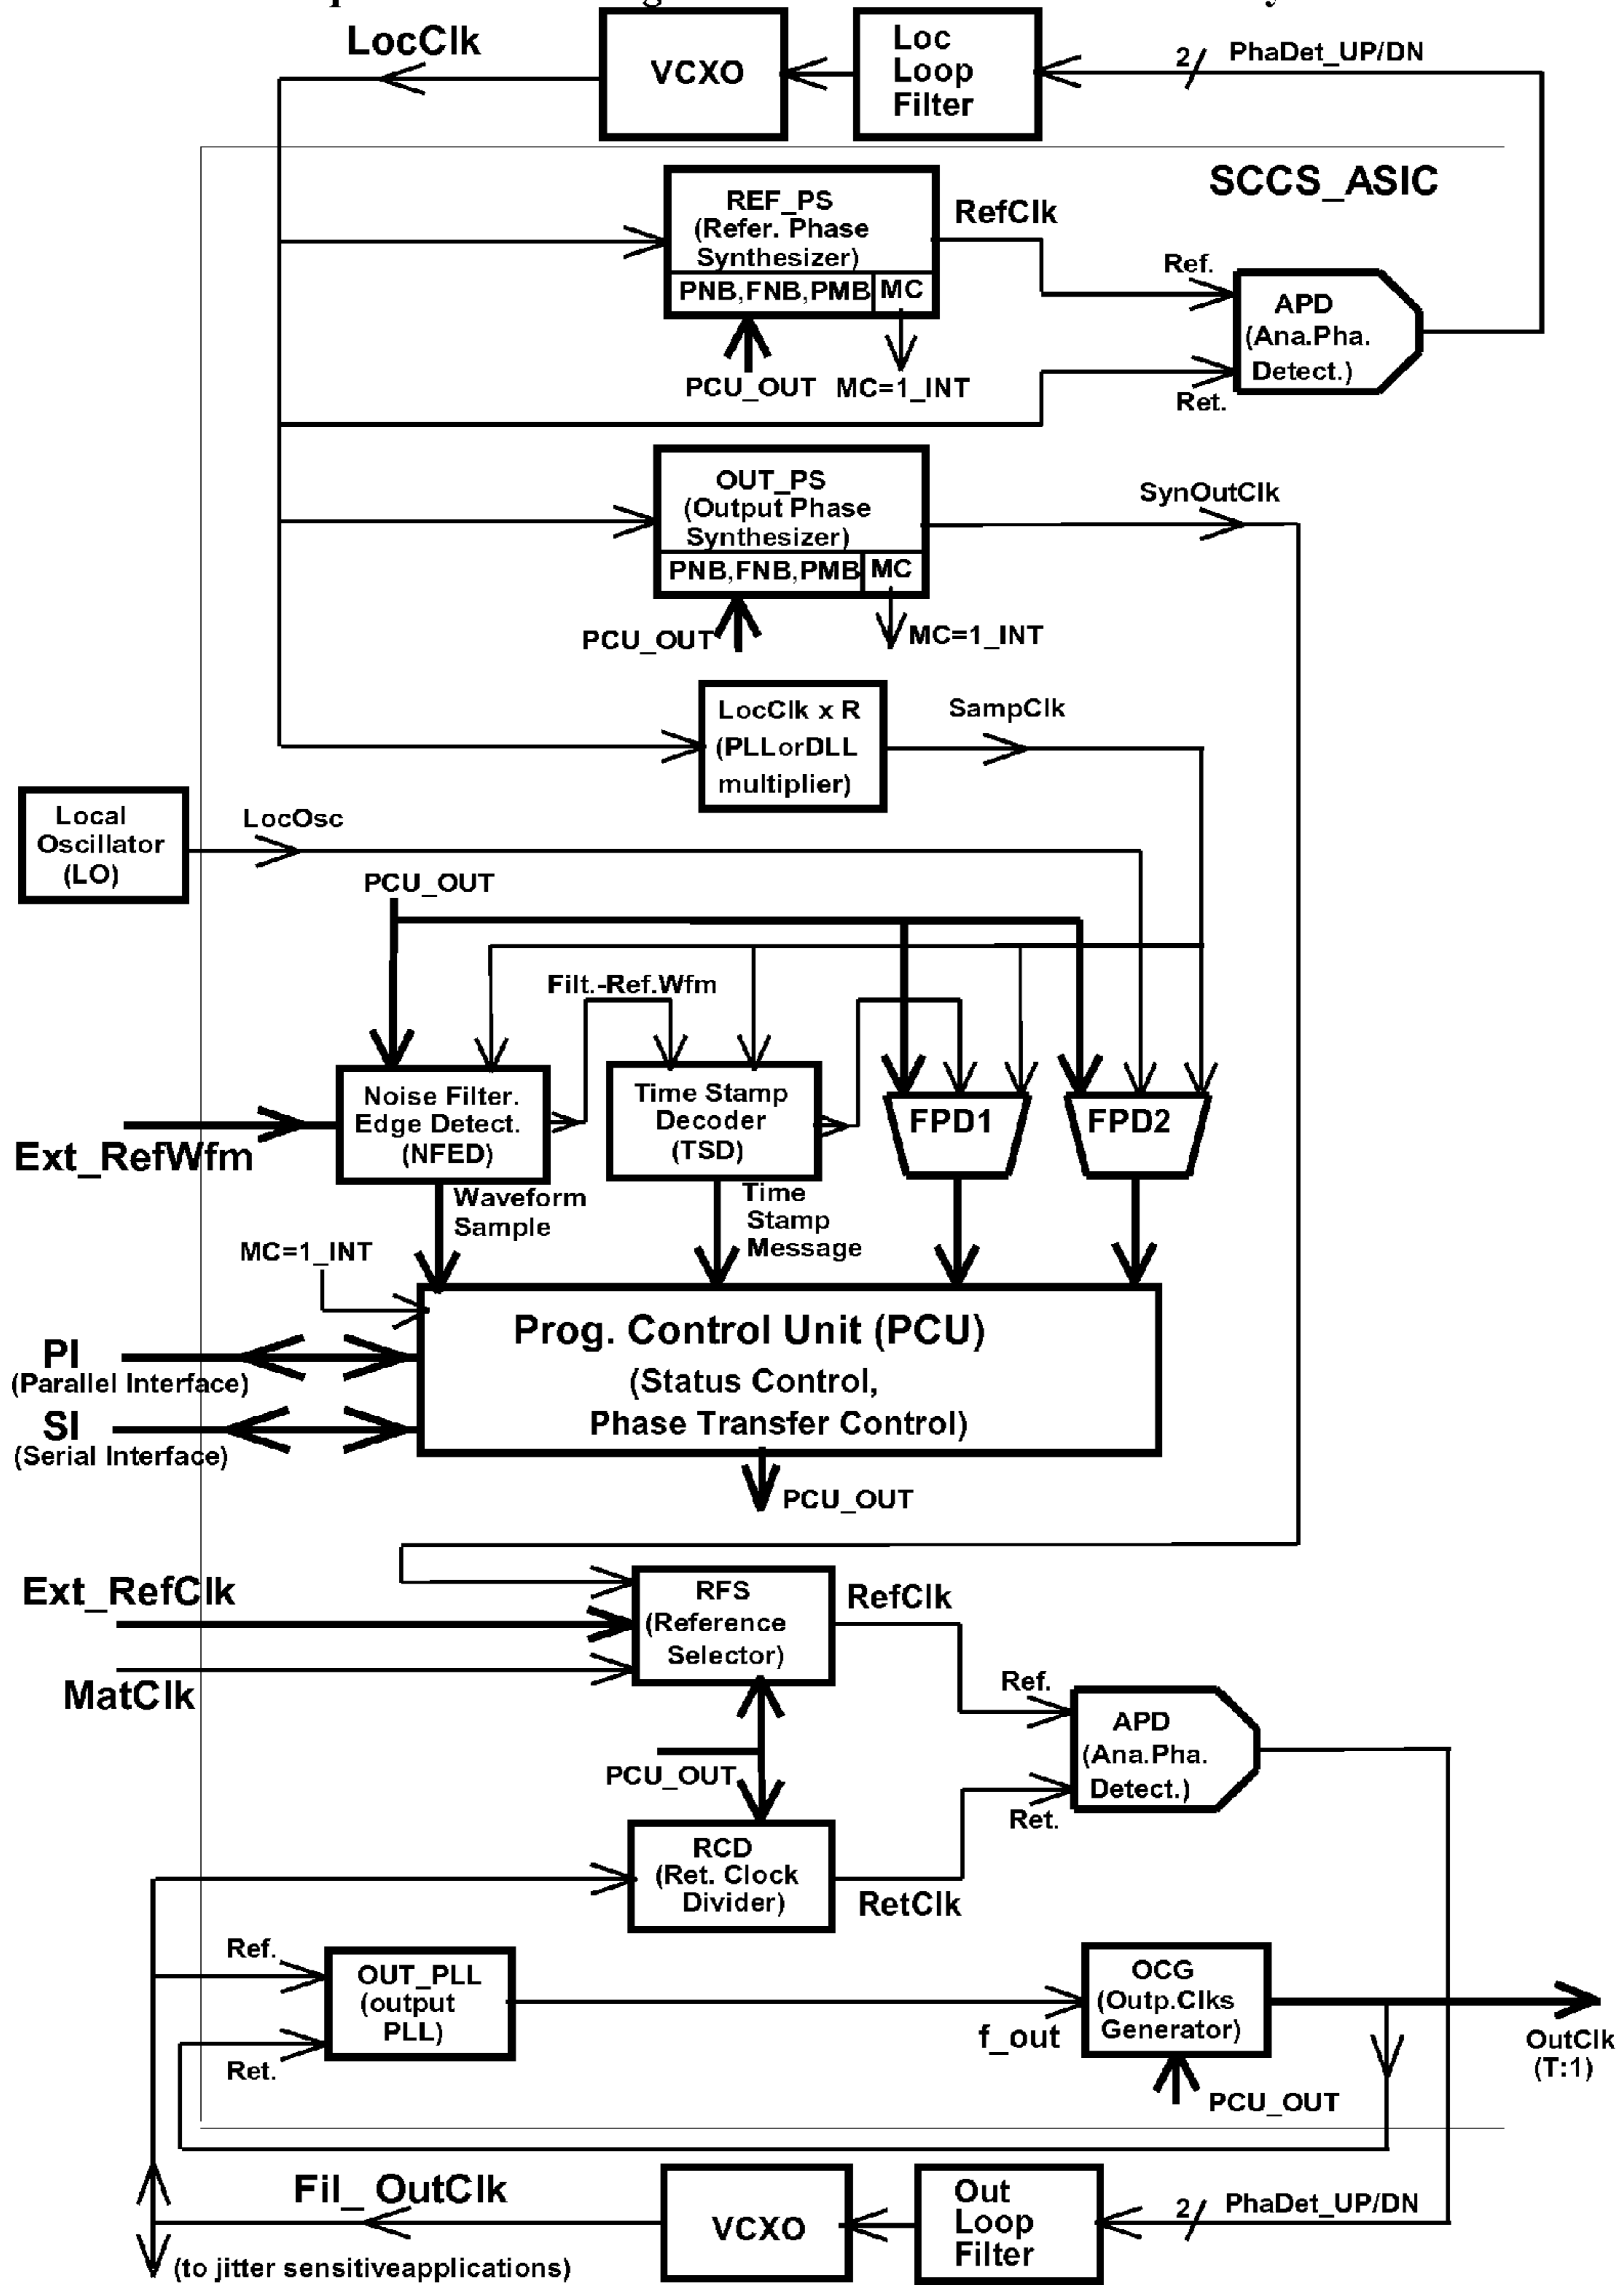 LocClk
VCXO
Loc
Loop
Filter
2
PhaDet_UP/DN
SCCS_ASIC
REF_PS
(Refer. Phase
Synthesizer)
PNB,FNB,PMB
MC
RefClk
Ref.
APD
(Ana.Pha.
Detect.)
Ret.
PCU_OUT
MC=1_INT
OUT_PS
(Output Phase
Synthesizer)
PNB,FNB,PMB
MC
SynOutClk
PCU_OUT
MC=1_INT
LocClk x R
(PLLorDLL
multiplier)
SampClk
Local
Oscillator
(LO)
LocOsc
PCU_OUT
Filt.-Ref.Wfm
Noise Filter.
Edge Detect.
(NFED)
Time Stamp
Decoder
(TSD)
FPD1
FPD2
Ext_RefWfm
Waveform
Sample
Time
Stamp
Message
MC=1_INT
Prog. Control Unit (PCU)
(Status Control,
Phase Transfer Control)
PI
(Parallel Interface)
SI
(Serial Interface)
PCU_OUT
Ext_RefClk
MatClk
RFS
(Reference
Selector)
RefClk
Ref.
APD
(Ana.Pha.
Detect.)
Ret.
PCU_OUT
RCD
(Ret. Clock
Divider)
RetClk
Ref.
OUT_PLL
(output
PLL)
Ret.
f_out
OCG
(Outp.Clks
Generator)
OutClk
(T:1)
PCU_OUT
Fil_ OutClk
VCXO
Out
Loop
Filter
2
PhaDet_UP/DN
(to jitter sensitiveapplications)